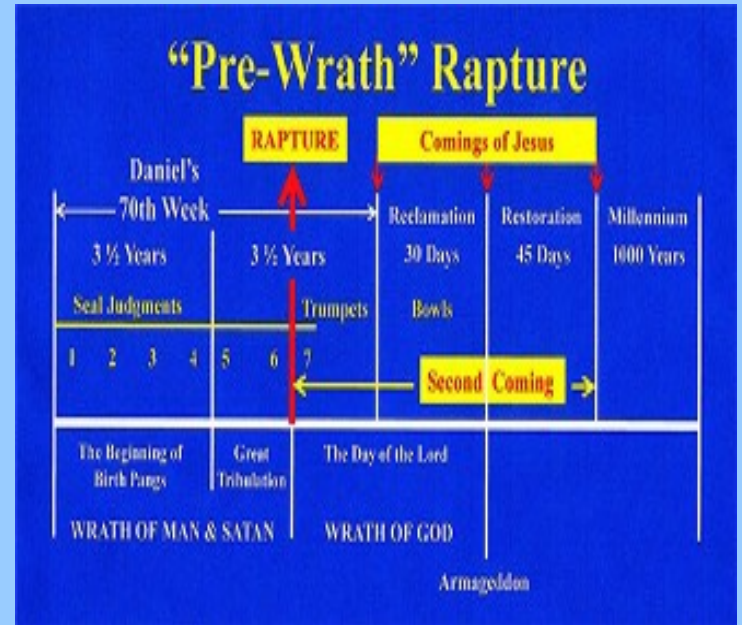 “Pre-Wrath” Rapture
RAPTURE
Comings of Jesus
Daniel's
70th Week
Reclamation
30 Days
Restoration
45 Days
Millennium
1000 Years
3 ½ Years
3 ½ Years
Seal Judgments
Trumpets
Bowls
1 2 3 4 5 6 7
Second Coming
The Beginning of
Birth Pangs
Great
Tribulation
The Day of the Lord
WRATH OF MAN & SATAN
WRATH OF GOD
Armageddon